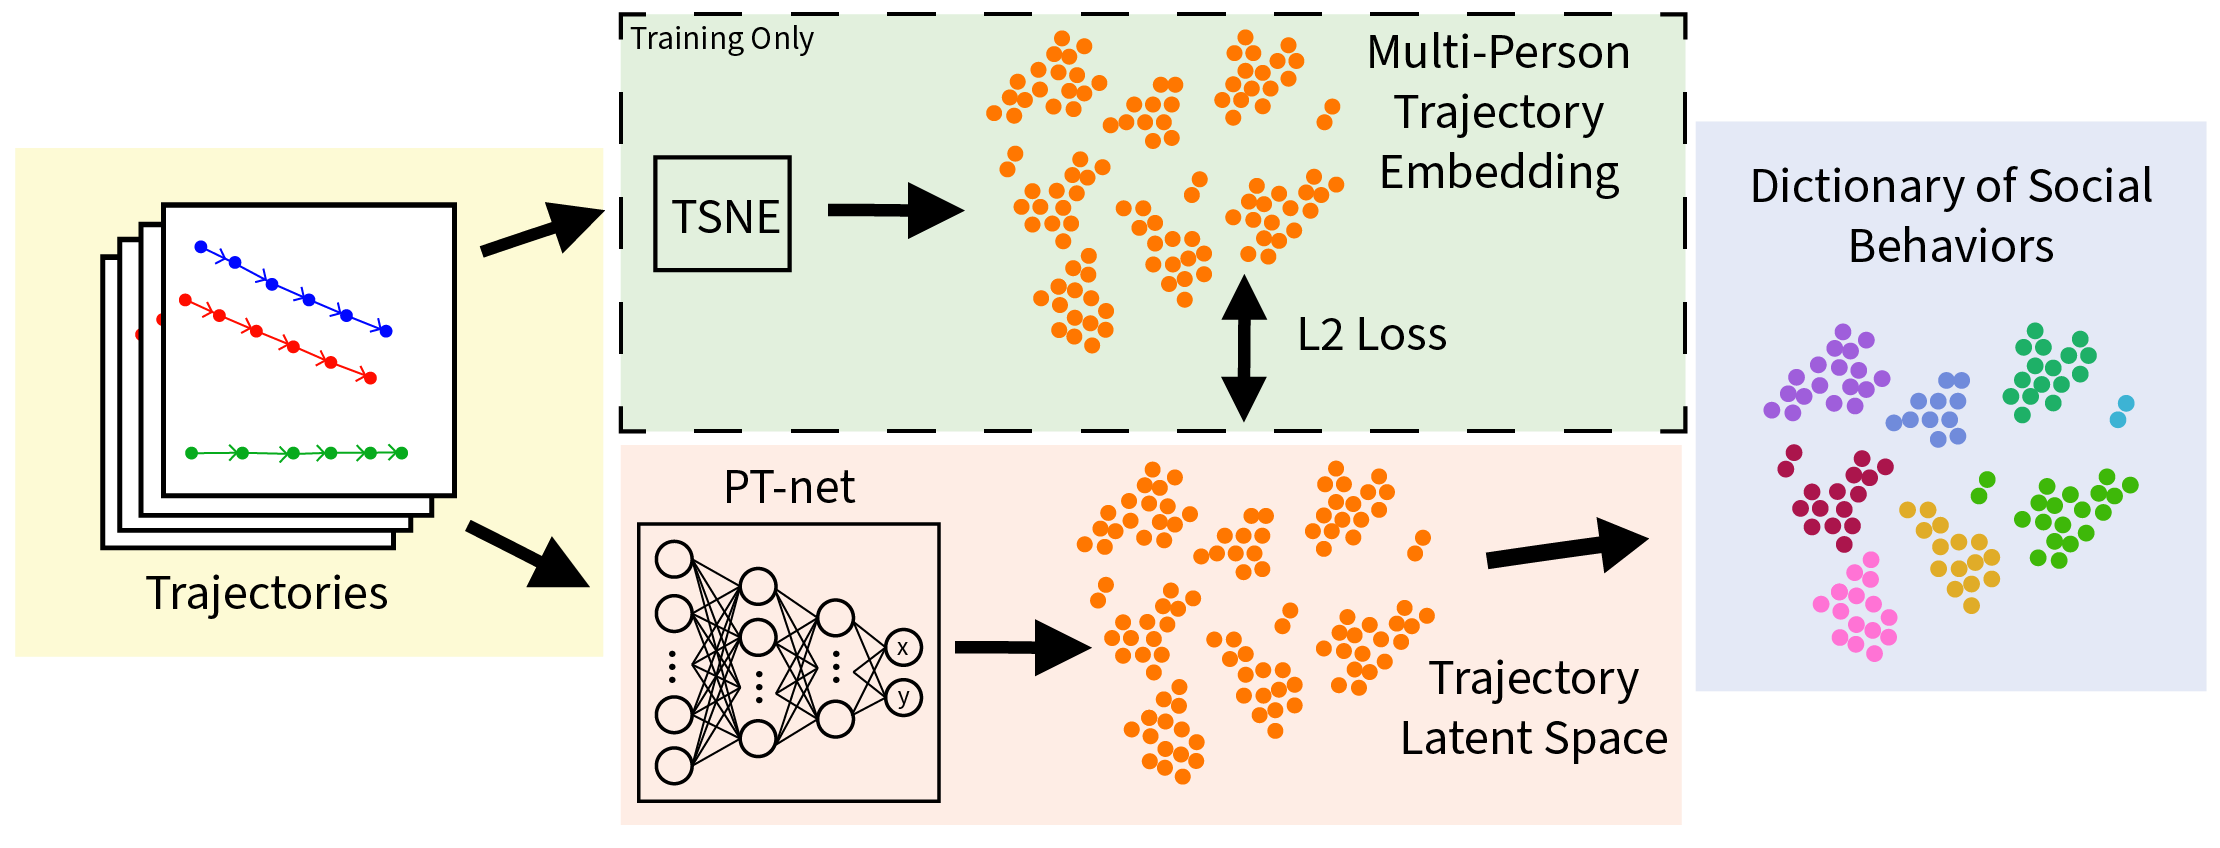 Training Only
Multi-Person
Trajectory
Embedding
TSNE
L2 Loss
Trajectories
PT-net
x
y
Trajectory
Latent Space
Dictionary of Social
Behaviors